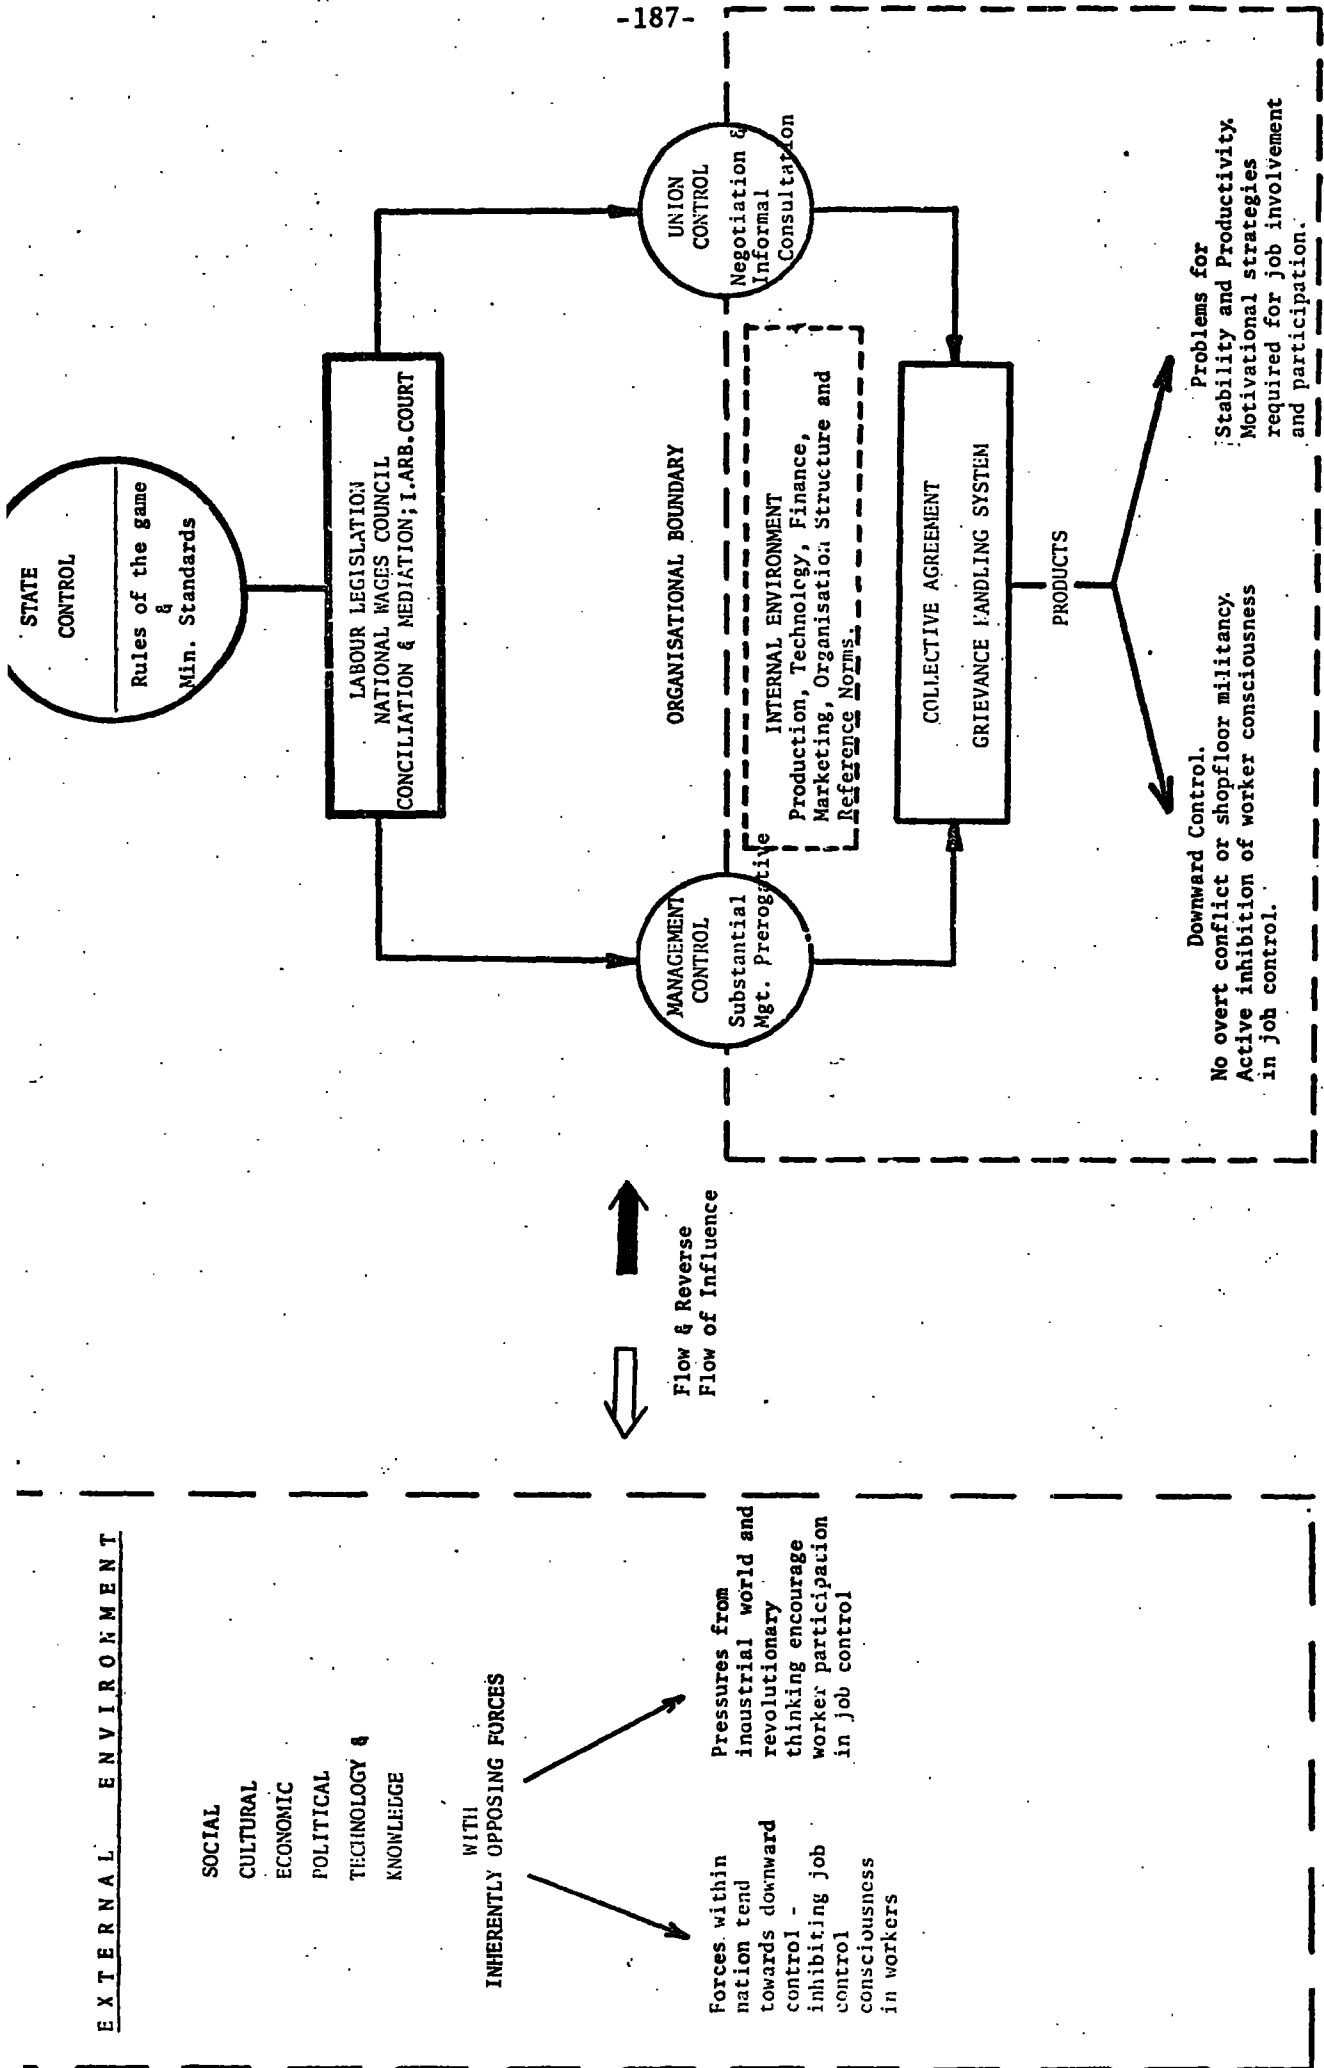 -187-
EXTERNAL ENVIRONMENT
SOCIAL
CULTURAL
ECONOMIC
POLITICAL
TECHNOLOGY &
KNOWLEDGE
WITH
INHERENTLY OPPOSING FORCES
Forces within
nation tend
towards downward
control -
inhibiting job
control
consciousness
in workers
Pressures from
industrial world and
revolutionary
thinking encourage
worker participation
in job control
Flow & Reverse
Flow of Influence
STATE
CONTROL
Rules of the game
&
Min. Standards
LABOUR LEGISLATION
NATIONAL WAGES COUNCIL
CONCILIATION & MEDIATION; I.ARB.COURT
MANAGEMENT
CONTROL
Substantial
Mgt. Prerogative
ORGANISATIONAL BOUNDARY
UNION
CONTROL
Negotiation &
Informal
Consultation
INTERNAL ENVIRONMENT
Production, Technology, Finance,
Marketing, Organisation Structure and
Reference Norms.
COLLECTIVE AGREEMENT
GRIEVANCE HANDLING SYSTEM
PRODUCTS
Downward Control.
No overt conflict or shopfloor militancy.
Active inhibition of worker consciousness
in job control.
Problems for
Stability and Productivity.
Motivational strategies
required for job involvement
and participation.